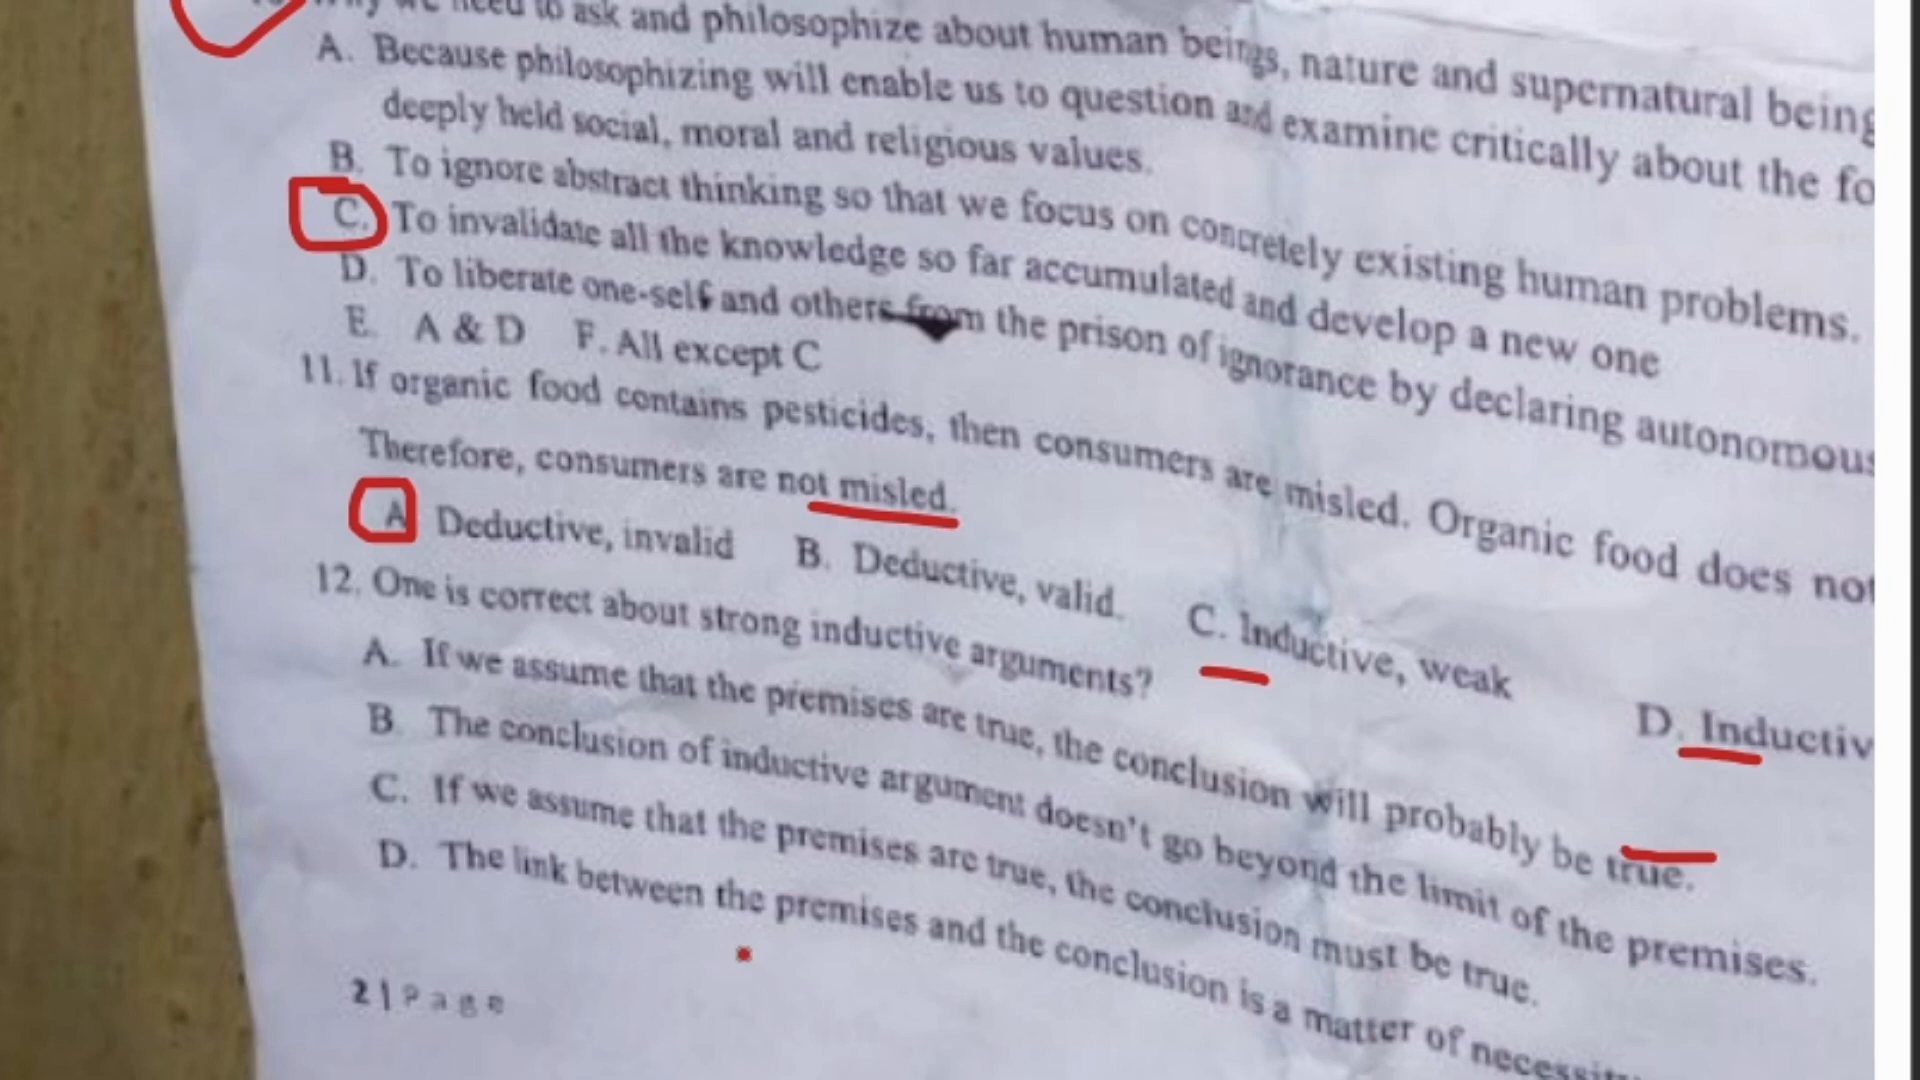 we need to ask and philosophize about human beings, nature and supernatural being
A. Because philosophizing will enable us to question and examine critically about the
deeply held social, moral and religious values.
B. To ignore abstract thinking so that we focus on concretely existing human problems.
C. To invalidate all the knowledge so far accumulated and develop a new one
D. To liberate one-self and others from the prison of ignorance by declaring autonomous
E. A & D F. All except C
11. If organic food contains pesticides, then consumers are misled. Organic food does not
Therefore, consumers are not misled.
A Deductive, invalid B. Deductive, valid. C. Inductive, weak D. Inductiv
12. One is correct about strong inductive arguments?
A. If we assume that the premises are true, the conclusion will probably be true.
B. The conclusion of inductive argument doesn't go beyond the limit of the premises.
C. If we assume that the premises are true, the conclusion must be true.
D. The link between the premises and the conclusion is a matter of
2 | P a g e